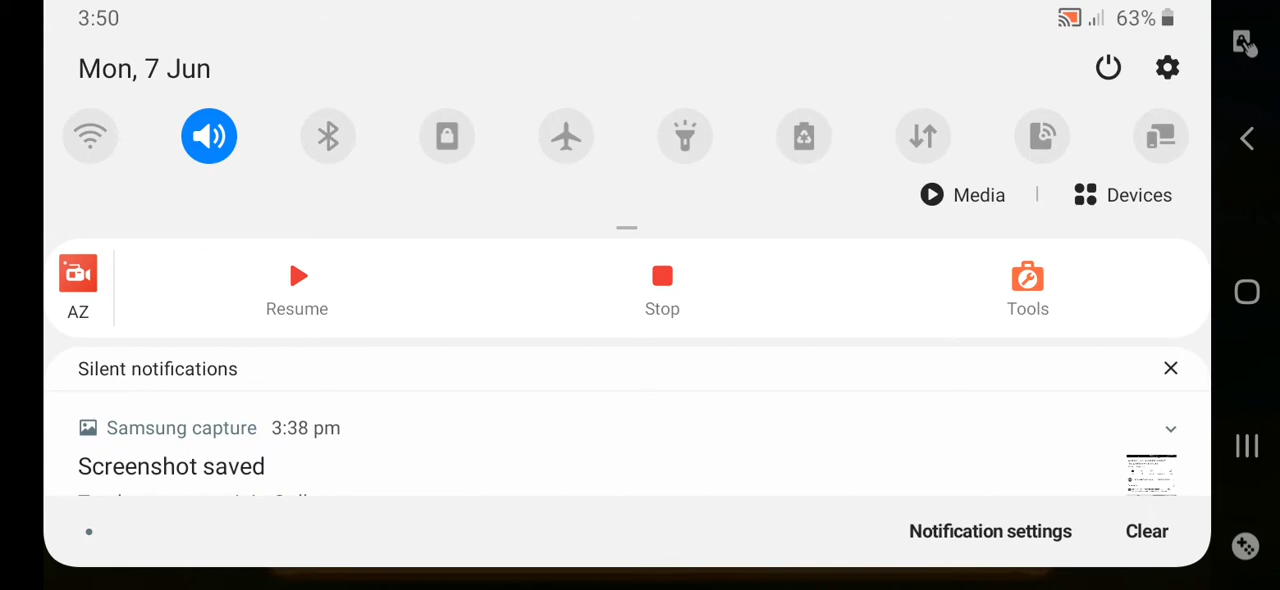 3:50
63%
Mon, 7 Jun
Media | Devices
AZ
Resume
Stop
Tools
Silent notifications
Samsung capture 3:38 pm
Screenshot saved
Notification settings
Clear